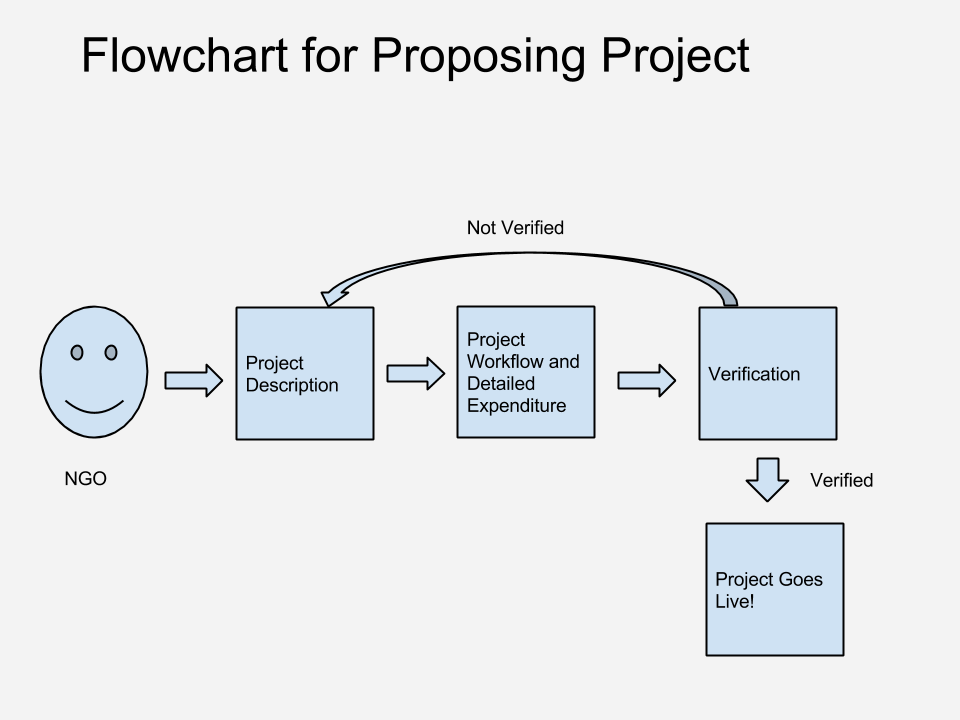 Flowchart for Proposing Project
Not Verified
Project
Description
Project
Workflow and
Detailed
Expenditure
Verification
NGO
Verified
Project Goes
Live!